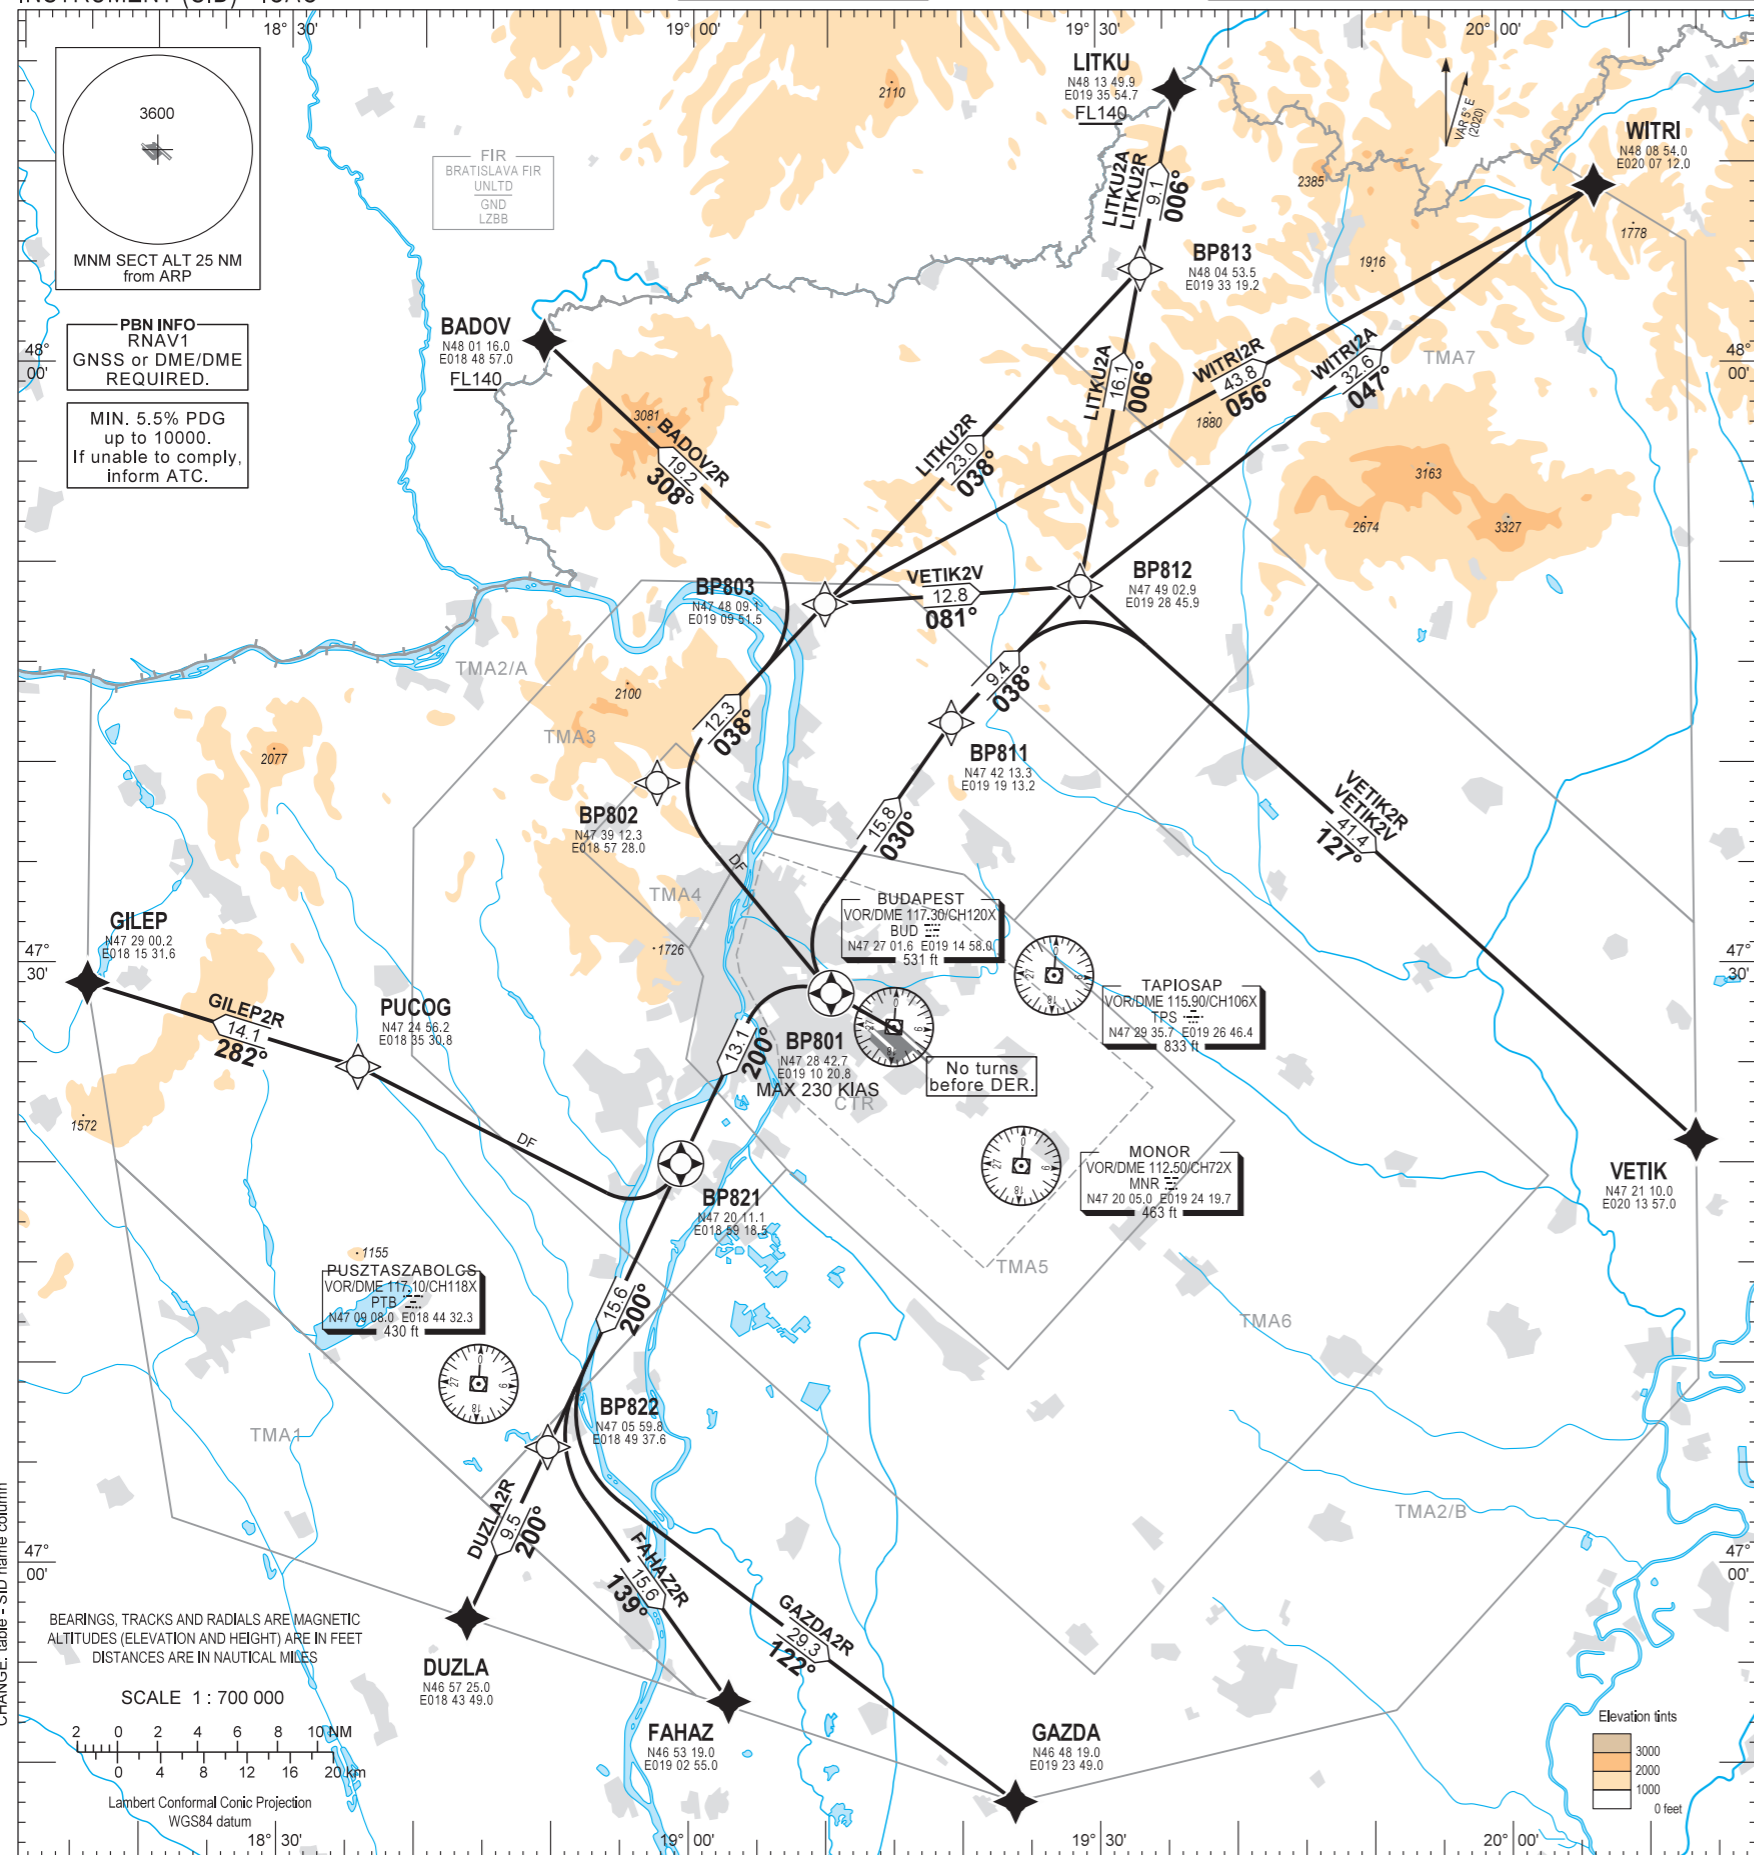 18° 30'
19° 00'
19° 30'
20° 00'
3600
MNM SECT ALT 25 NM
from ARP
PBN INFO
RNAV1
GNSS or DME/DME
REQUIRED.
MIN. 5.5% PDG
up to 10000.
If unable to comply,
inform ATC.
FIR
BRATISLAVA FIR
UNLTD
GND
LZBB
2110
LITKU
N48 13 49.9
E019 35 54.7
FL140
VAR 5° E
(2020)
WITRI
N48 08 54.0
E020 07 12.0
2385
1778
1916
LITKU2A
LITKU2R
9.1
006°
BP813
N48 04 53.5
E019 33 19.2
BADOV
N48 01 16.0
E018 48 57.0
FL140
48°
00'
48°
00'
TMA7
3081
BADOV2R
19.2
308°
LITKU2R
23.0
038°
LITKU2A
16.1
006°
WITRI2R
43.8
056°
WITRI2A
32.6
047°
1880
3163
2674
3327
BP803
N47 48 09.1
E019 09 51.5
VETIK2V
12.8
081°
BP812
N47 49 02.9
E019 28 45.9
TMA2/A
2100
TMA3
2077
12.3
038°
9.4
038°
BP811
N47 42 13.3
E019 19 13.2
BP802
N47 39 12.3
E018 57 28.0
15.8
030°
VETIK2R
VETIK2V
41.4
127°
DF
TMA4
1726
BUDAPEST
VOR/DME 117.30/CH120X
BUD
N47 27 01.6 E019 14 58.0
531 ft
GILEP
N47 29 00.2
E018 15 31.6
47°
30'
47°
30'
TAPIOSAP
VOR/DME 115.90/CH106X
TPS
N47 29 35.7 E019 26 46.4
833 ft
GILEP2R
14.1
282°
PUCOG
N47 24 56.2
E018 35 30.8
13.1
200°
BP801
N47 28 42.7
E019 10 20.8
MAX 230 KIAS
CTR
No turns
before DER.
1572
DF
MONOR
VOR/DME 112.50/CH72X
MNR
N47 20 05.0 E019 24 19.7
463 ft
VETIK
N47 21 10.0
E020 13 57.0
BP821
N47 20 11.1
E018 59 18.5
1155
PUSZTASZABOLCS
VOR/DME 117.10/CH118X
PTB
N47 09 08.0 E018 44 32.3
430 ft
TMA5
TMA6
15.6
200°
BP822
N47 05 59.8
E018 49 37.6
TMA1
DUZLA2R
9.5
200°
FAHAZ2R
15.6
139°
GAZDA2R
29.3
122°
TMA2/B
47°
00'
47°
00'
CHANGE: table - SID name column
BEARINGS, TRACKS AND RADIALS ARE MAGNETIC
ALTITUDES (ELEVATION AND HEIGHT) ARE IN FEET
DISTANCES ARE IN NAUTICAL MILES
SCALE 1 : 700 000
2 0 2 4 6 8 10 NM
0 4 8 12 16 20 km
Lambert Conformal Conic Projection
WGS84 datum
DUZLA
N46 57 25.0
E018 43 49.0
FAHAZ
N46 53 19.0
E019 02 55.0
GAZDA
N46 48 19.0
E019 23 49.0
Elevation tints
3000
2000
1000
0 feet
18° 30'
19° 00'
19° 30'
20° 00'